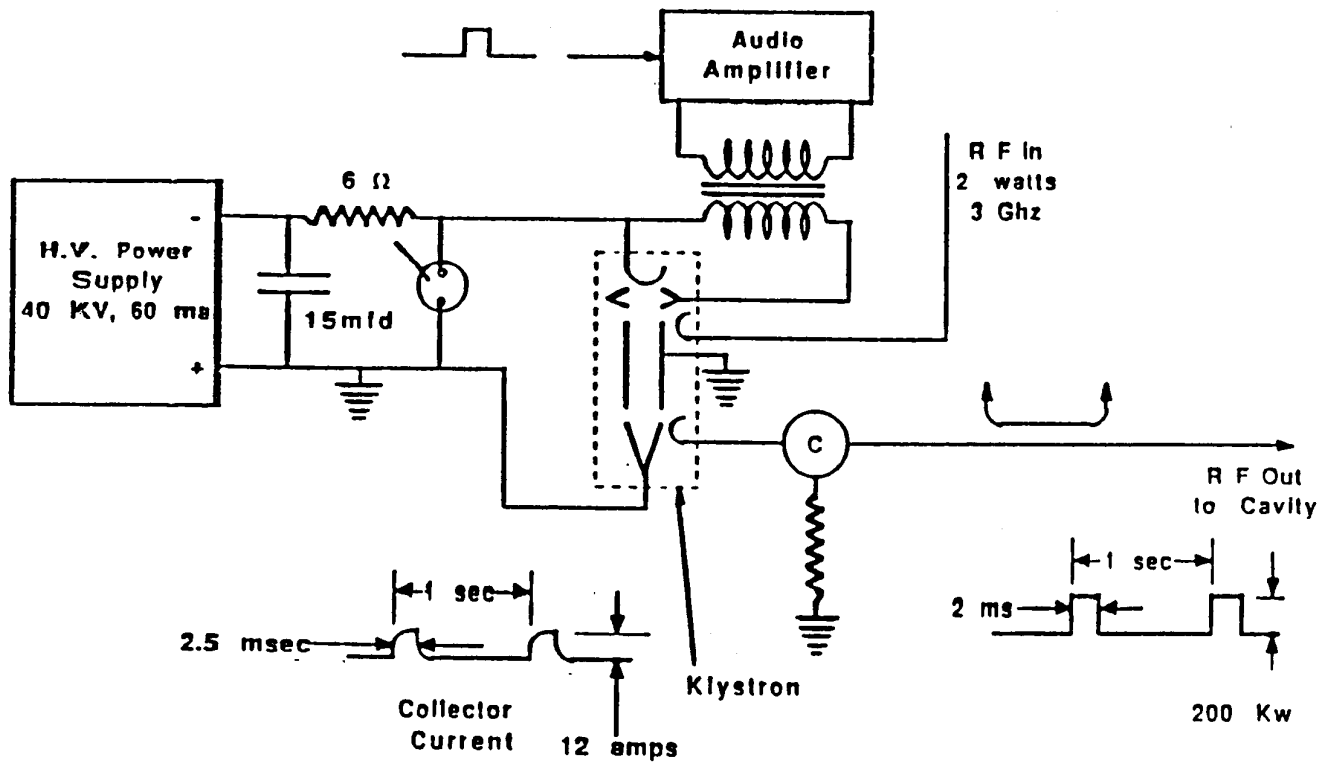 Audio
Amplifier
R F In
2 watts
3 Ghz
6 Ω
-
H.V. Power
Supply
40 KV, 60 ma
15mfd
+
C
R F Out
to Cavity
1 sec
2.5 msec
Collector
Current
12 amps
Klystron
1 sec
2 ms
200 Kw